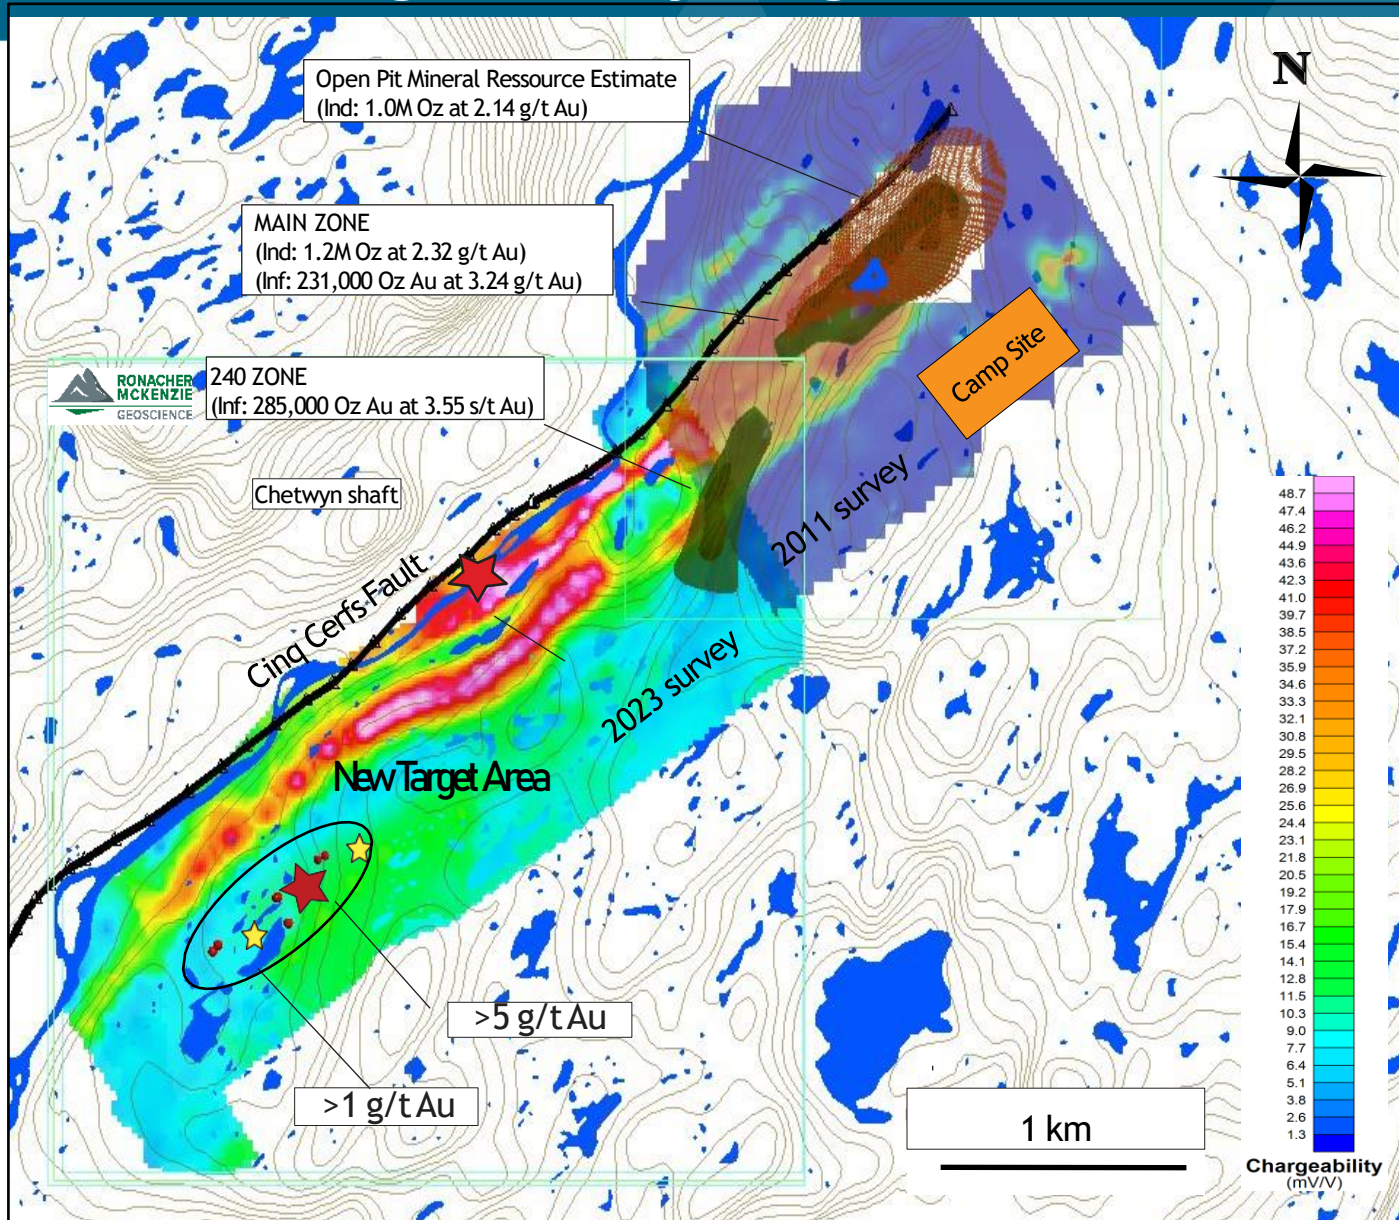 N
Open Pit Mineral Ressource Estimate
(Ind: 1.0M Oz at 2.14 g/t Au)
MAIN ZONE
(Ind: 1.2M Oz at 2.32 g/t Au)
(Inf: 231,000 Oz Au at 3.24 g/t Au)
RONACHER
MCKENZIE
GEOSCIENCE
240 ZONE
(Inf: 285,000 Oz Au at 3.55 s/t Au)
Camp Site
Chetwyn shaft
2011 survey
Cinq Cerfs Fault
2023 survey
New Target Area
>5 g/t Au
>1 g/t Au
1 km
48.7
47.4
46.2
44.9
43.6
42.3
41.0
39.7
38.5
37.2
35.9
34.6
33.3
32.1
30.8
29.5
28.2
26.9
25.6
24.4
23.1
21.8
20.5
19.2
17.9
16.7
15.4
14.1
12.8
11.5
10.3
9.0
7.7
6.4
5.1
3.8
2.6
1.3
Chargeability
(mV/V)